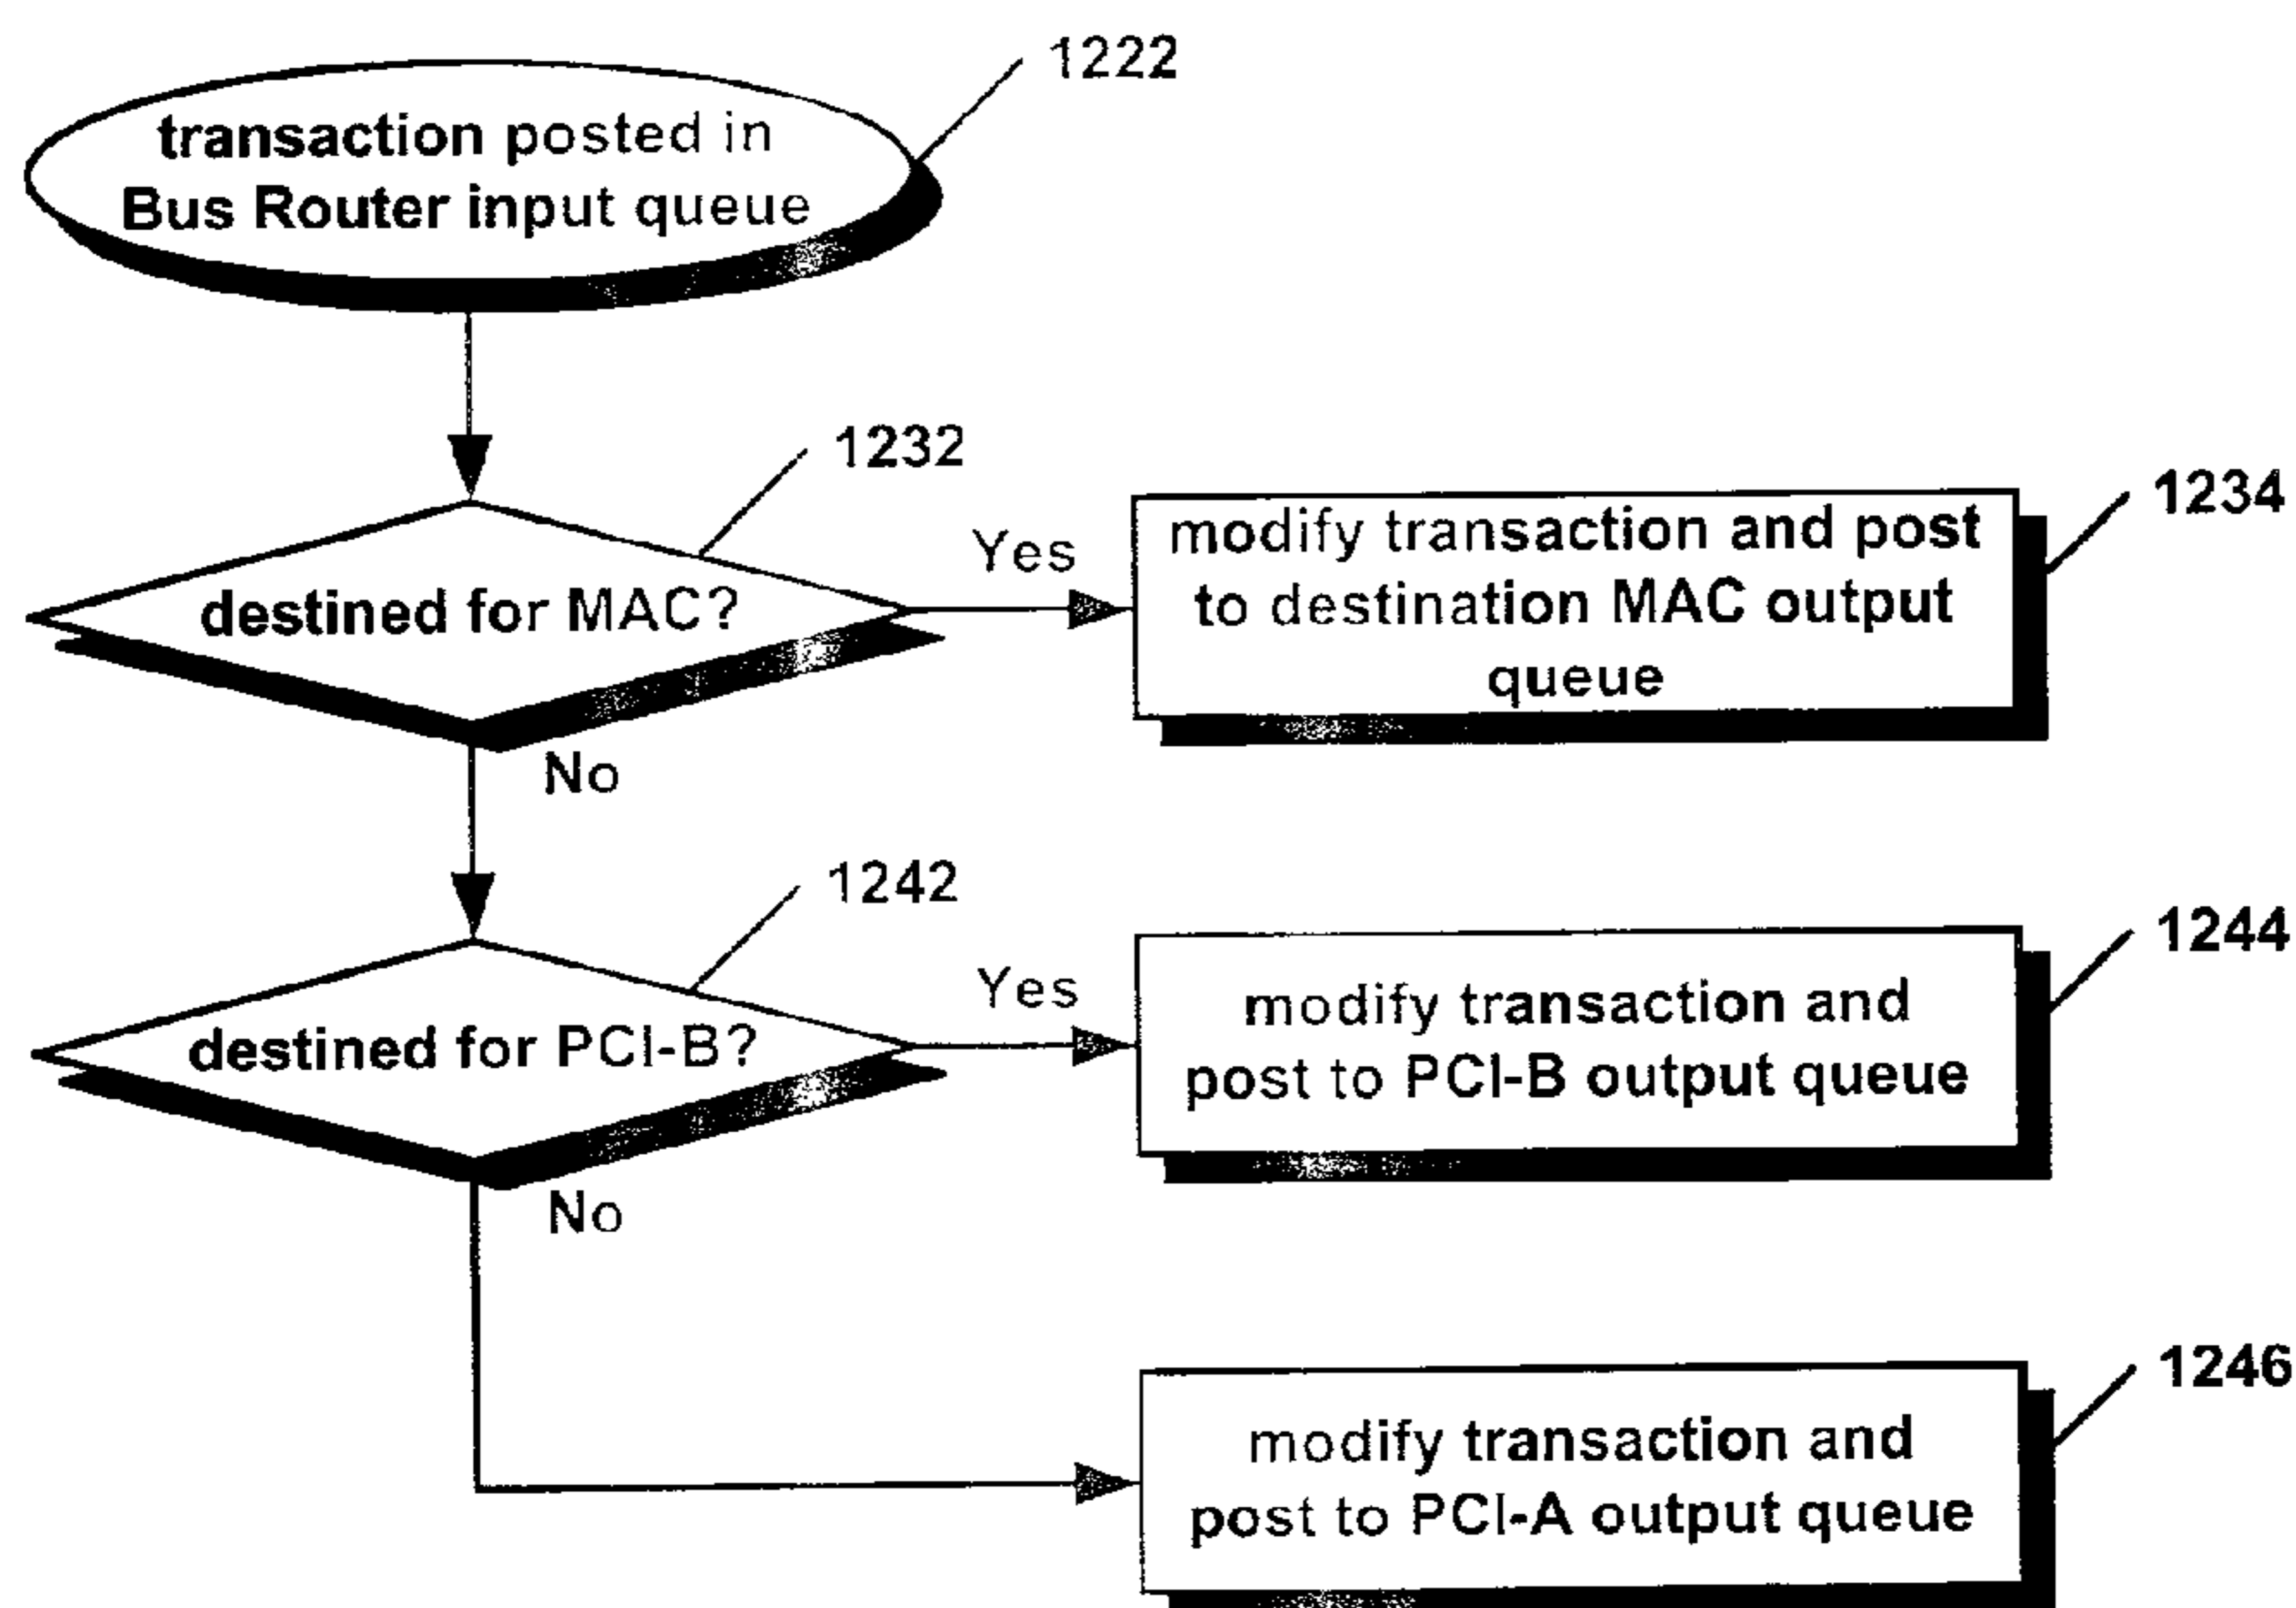 1222
transaction posted in
Bus Router input queue
1232
destined for MAC?
Yes
1234
modify transaction and post
to destination MAC output
queue
No
1242
destined for PCI-B?
Yes
1244
modify transaction and
post to PCI-B output queue
No
1246
modify transaction and
post to PCI-A output queue